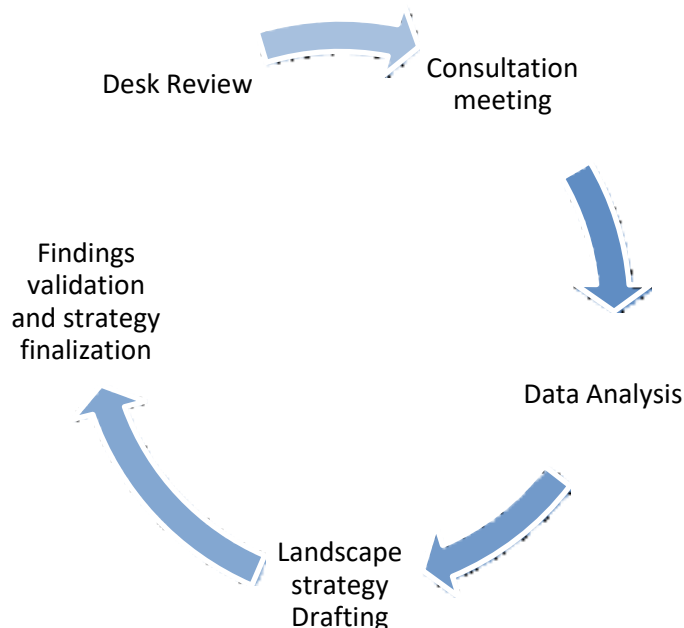 Desk Review
Consultation
meeting
Data Analysis
Landscape
strategy
Drafting
Findings
validation
and strategy
finalization